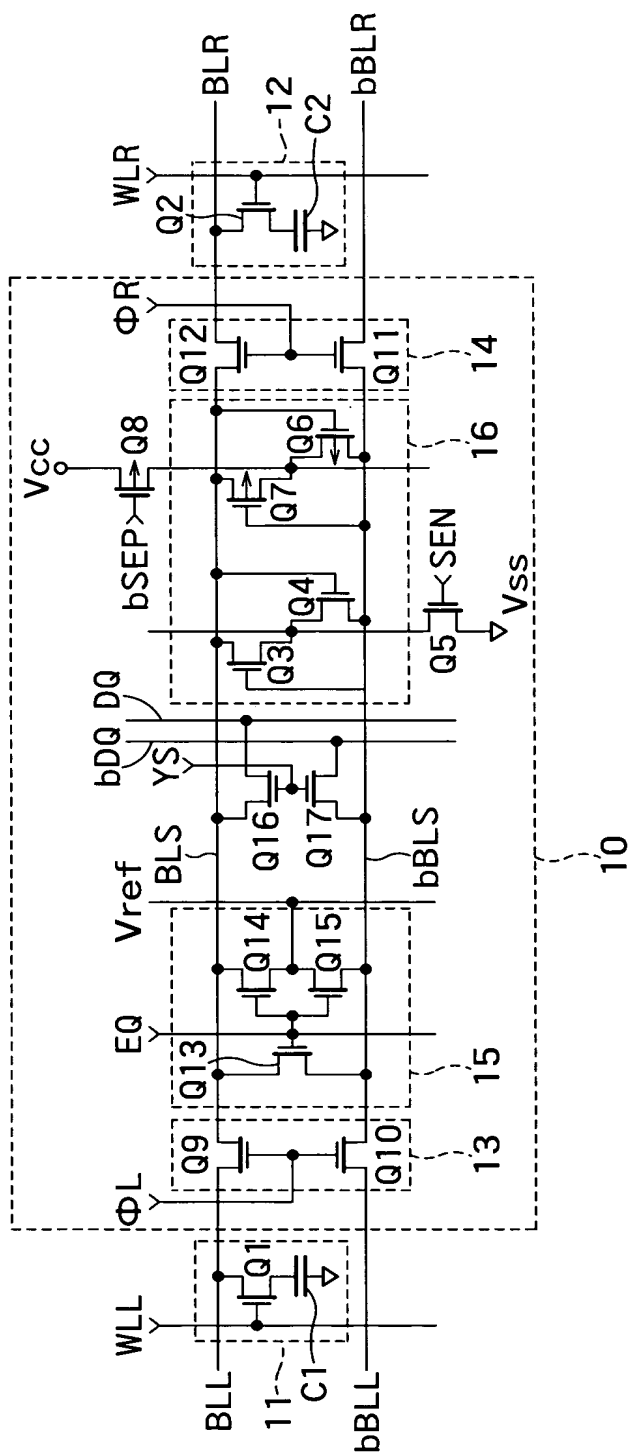 WLL
ΦL
EQ
Vref
YS
bDQ
DQ
bSEP
Vcc
Q8
ΦR
WLR
BLL
Q1
Q9
Q13
Q14
BLS
Q16
Q3
Q4
Q7
Q6
Q12
Q2
12
BLR
11
C1
Q10
13
Q15
15
Q17
bBLS
Q5
SEN
Vss
16
Q11
14
C2
bBLL
bBLR
10